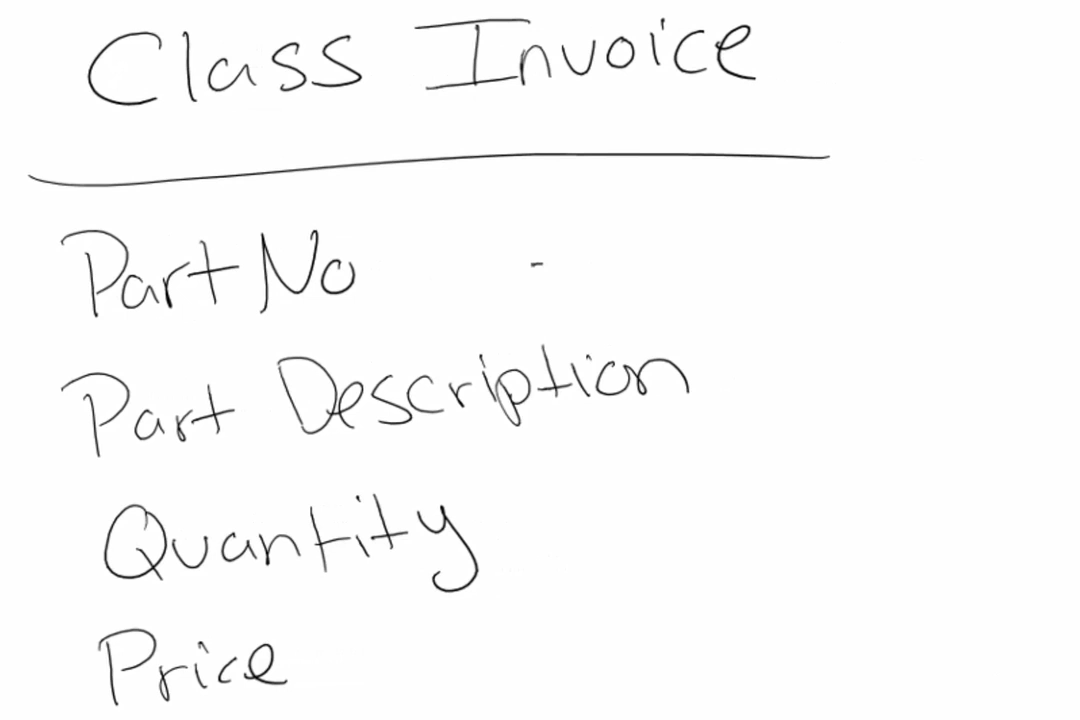 Class Invoice
Part No -
Part Description
Quantity
Price